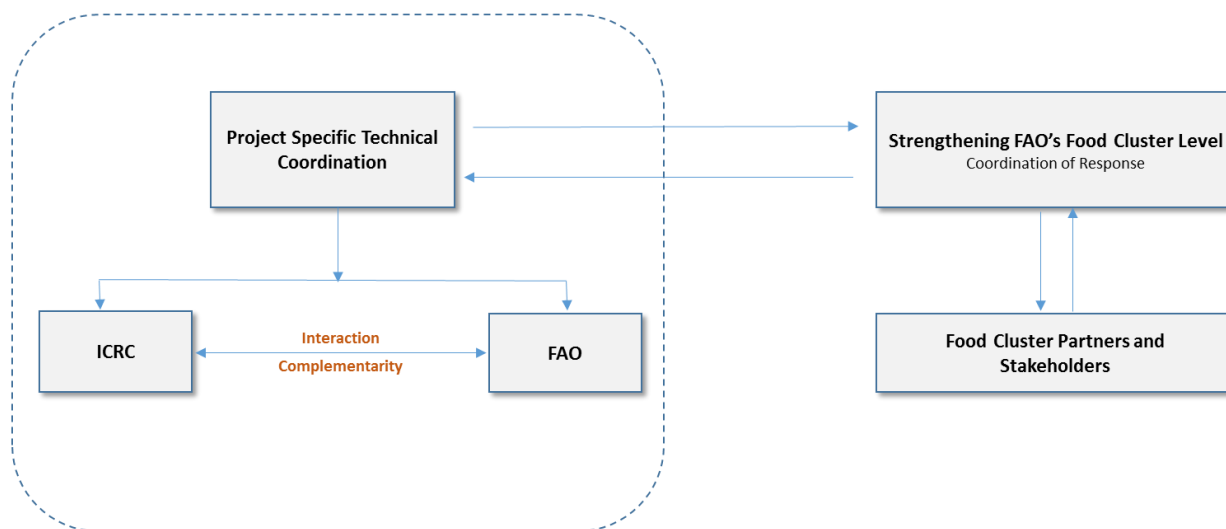 Project Specific Technical
Coordination
Strengthening FAO's Food Cluster Level
Coordination of Response
ICRC
Interaction
Complementarity
FAO
Food Cluster Partners and
Stakeholders